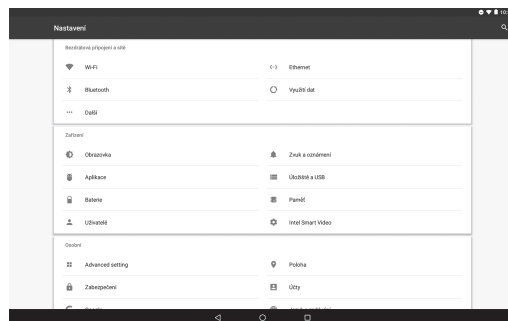 10:
Nastavení
Bezdrátová připojení a sítě
Wi-Fi
Ethernet
Bluetooth
Využití dat
Další
Zařízení
Obrazovka
Zvuk a oznámení
Aplikace
Úložiště a USB
Baterie
Paměť
Uživatelé
Intel Smart Video
Osobní
Advanced setting
Poloha
Zabezpečení
Účty